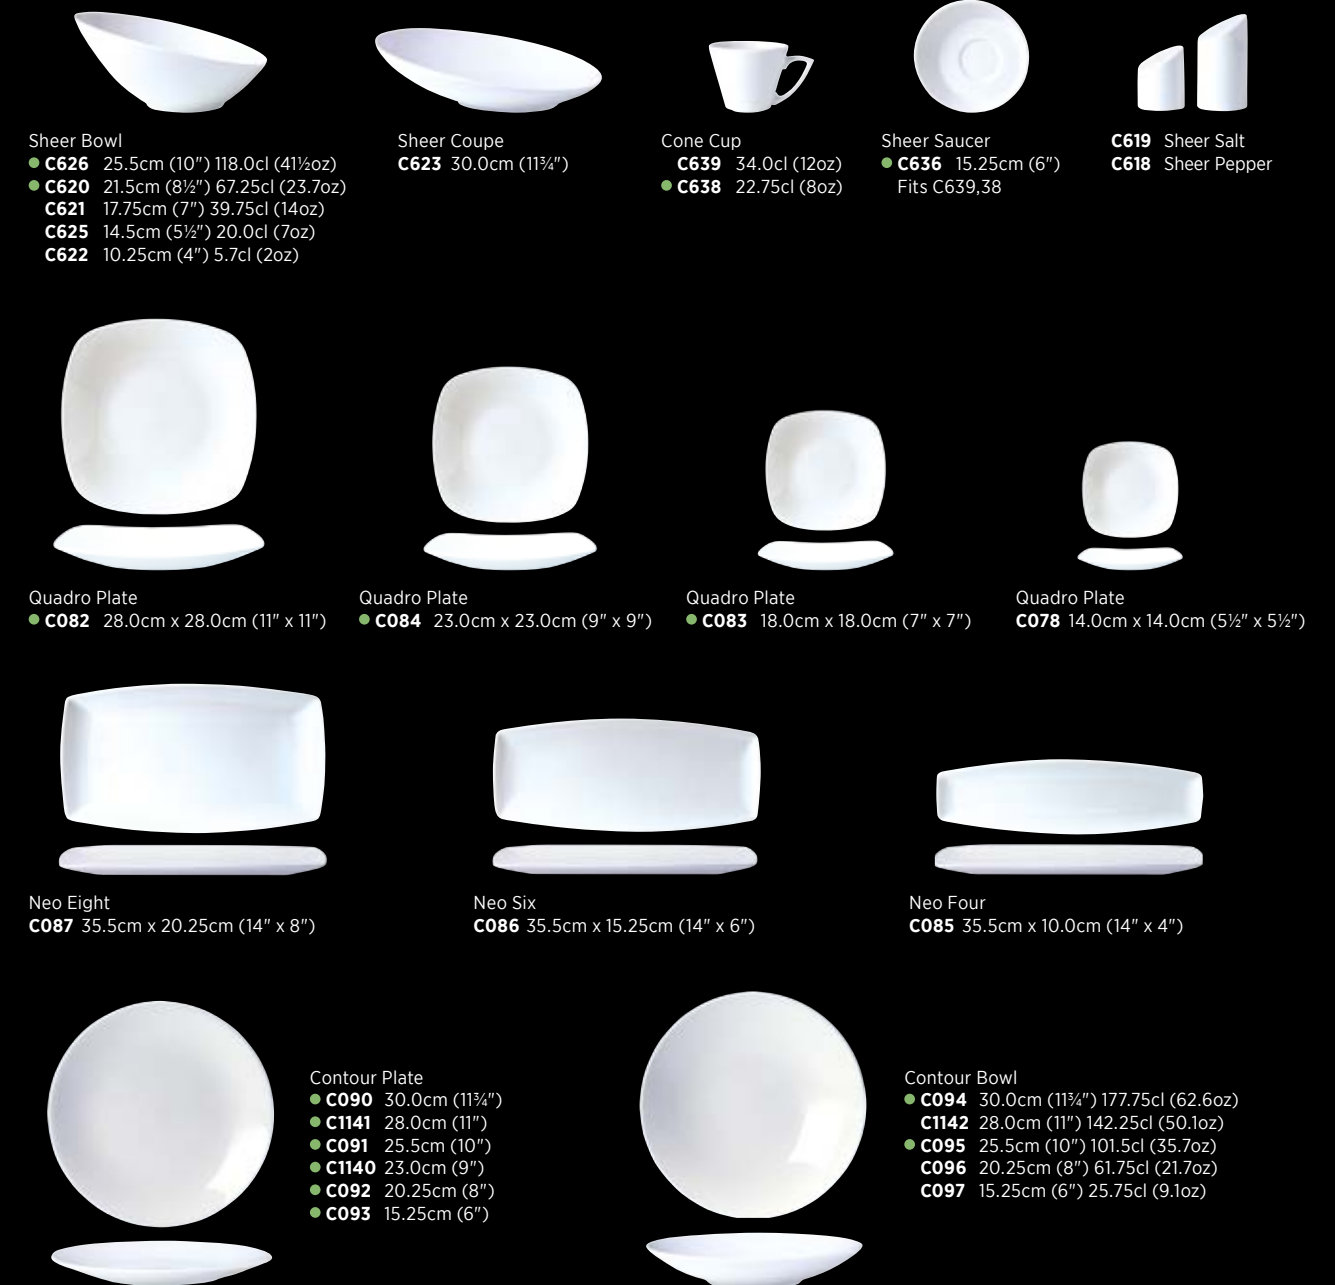 Sheer Bowl
C626 25.5cm (10") 118.0cl (41½oz)
C620 21.5cm (8½") 67.25cl (23.7oz)
C621 17.75cm (7") 39.75cl (14oz)
C625 14.5cm (5½") 20.0cl (7oz)
C622 10.25cm (4") 5.7cl (2oz)
Sheer Coupe
C623 30.0cm (11¾")
Cone Cup
C639 34.0cl (12oz)
C638 22.75cl (8oz)
Sheer Saucer
C636 15.25cm (6")
Fits C639,38
C619 Sheer Salt
C618 Sheer Pepper
Quadro Plate
C082 28.0cm x 28.0cm (11" x 11")
Quadro Plate
C084 23.0cm x 23.0cm (9" x 9")
Quadro Plate
C083 18.0cm x 18.0cm (7" x 7")
Quadro Plate
C078 14.0cm x 14.0cm (5½" x 5½")
Neo Eight
C087 35.5cm x 20.25cm (14" x 8")
Neo Six
C086 35.5cm x 15.25cm (14" x 6")
Neo Four
C085 35.5cm x 10.0cm (14" x 4")
Contour Plate
C090 30.0cm (11¾")
C1141 28.0cm (11")
C091 25.5cm (10")
C1140 23.0cm (9")
C092 20.25cm (8")
C093 15.25cm (6")
Contour Bowl
C094 30.0cm (11¾") 177.75cl (62.6oz)
C1142 28.0cm (11") 142.25cl (50.1oz)
C095 25.5cm (10") 101.5cl (35.7oz)
C096 20.25cm (8") 61.75cl (21.7oz)
C097 15.25cm (6") 25.75cl (9.1oz)